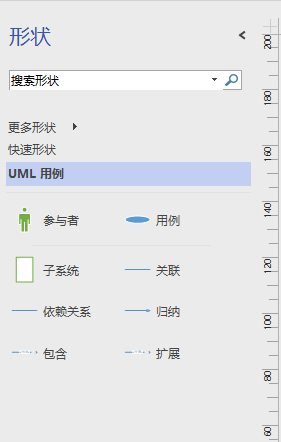 形状
搜索形状
更多形状
快速形状
UML 用例
参与者 用例
子系统 关联
依赖关系 归纳
包含 扩展
200
180
160
140
120
100
80
60